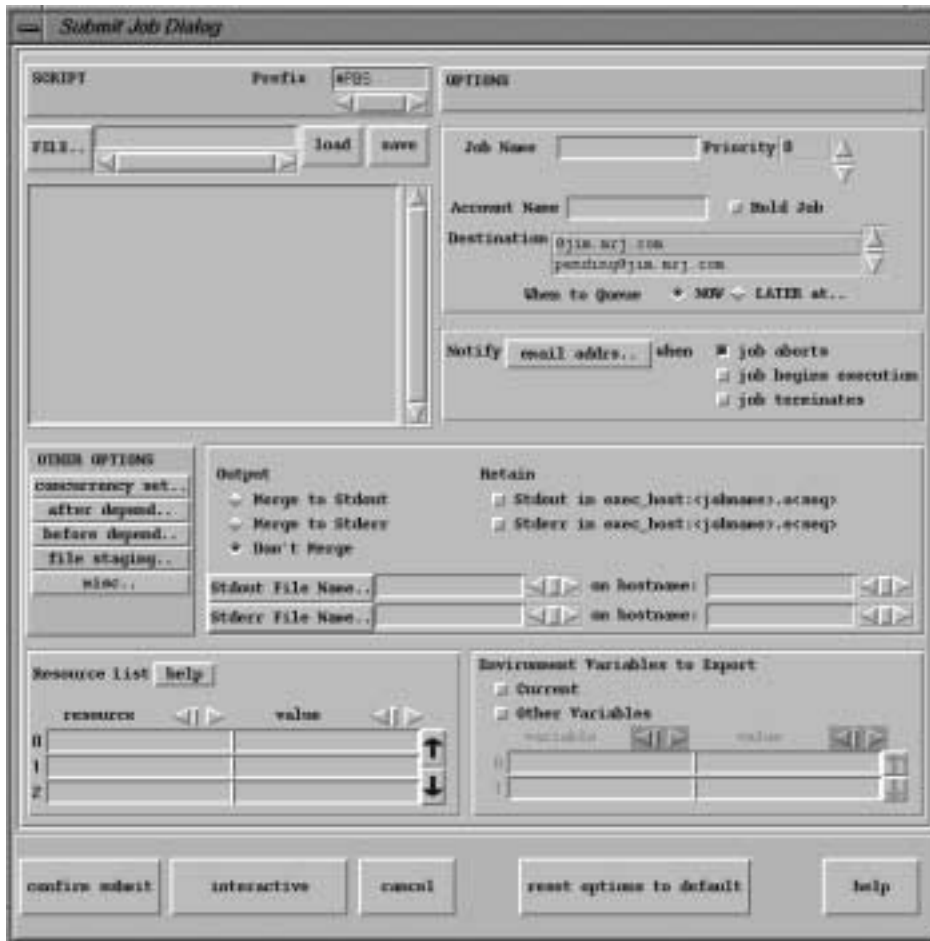 Submit Job Dialog
SCRIPT
Prefix #PBS
FILE..
load
save
OPTIONS
Job Name
Priority 0
Account Name
Hold Job
Destination @jim.mrj.com
pending@jim.mrj.com
When to Queue NOW LATER at..
Notify email addrs.. when job aborts
job begins execution
job terminates
OTHER OPTIONS
concurrency set..
after depend..
before depend..
file staging..
misc..
Output
Merge to Stdout
Merge to Stderr
Don't Merge
Retain
Stdout in exec_host:<jobname>.o<seq>
Stderr in exec_host:<jobname>.e<seq>
Stdout File Name.. on hostname:
Stderr File Name.. on hostname:
Resource List help
resource value
0
1
2
Environment Variables to Export
Current
Other Variables
variable value
0
1
confirm submit
interactive
cancel
reset options to default
help